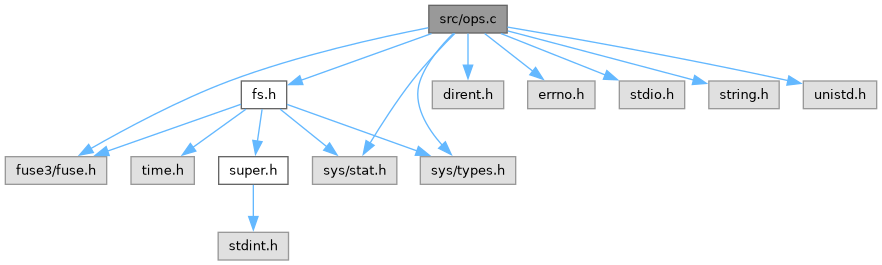 src/ops.c
fs.h
dirent.h
errno.h
stdio.h
string.h
unistd.h
fuse3/fuse.h
time.h
super.h
sys/stat.h
sys/types.h
stdint.h